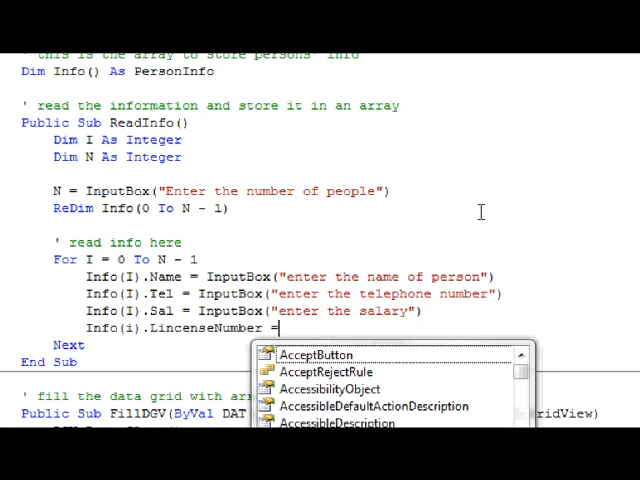 ' this is the array to store persons' info
Dim Info() As PersonInfo
' read the information and store it in an array
Public Sub ReadInfo()
Dim I As Integer
Dim N As Integer
N = InputBox("Enter the number of people")
ReDim Info(0 To N - 1)
' read info here
For I = 0 To N - 1
Info(I).Name = InputBox("enter the name of person")
Info(I).Tel = InputBox("enter the telephone number")
Info(I).Sal = InputBox("enter the salary")
Info(i).LincenseNumber =
Next
End Sub
AcceptButton
AcceptRejectRule
AccessibilityObject
AccessibleDefaultActionDescription
AccessibleDescription
' fill the data grid with arr
Public Sub FillDGV(ByVal DAT ridView)